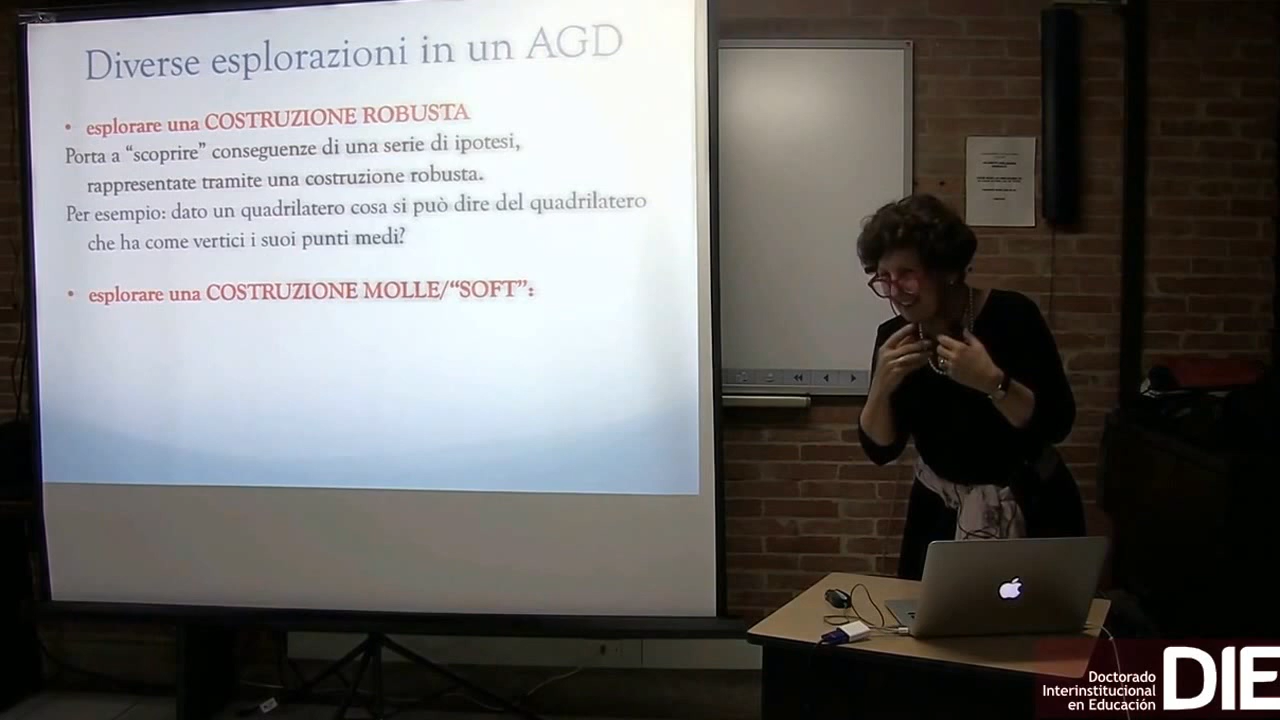 Diverse esplorazioni in un AGD
• esplorare una COSTRUZIONE ROBUSTA
Porta a “scoprire” conseguenze di una serie di ipotesi,
rappresentate tramite una costruzione robusta.
Per esempio: dato un quadrilatero cosa si può dire del quadrilatero
che ha come vertici i suoi punti medi?
• esplorare una COSTRUZIONE MOLLE/“SOFT”:
Doctorado
Interinstitucional
en Educación
DIE